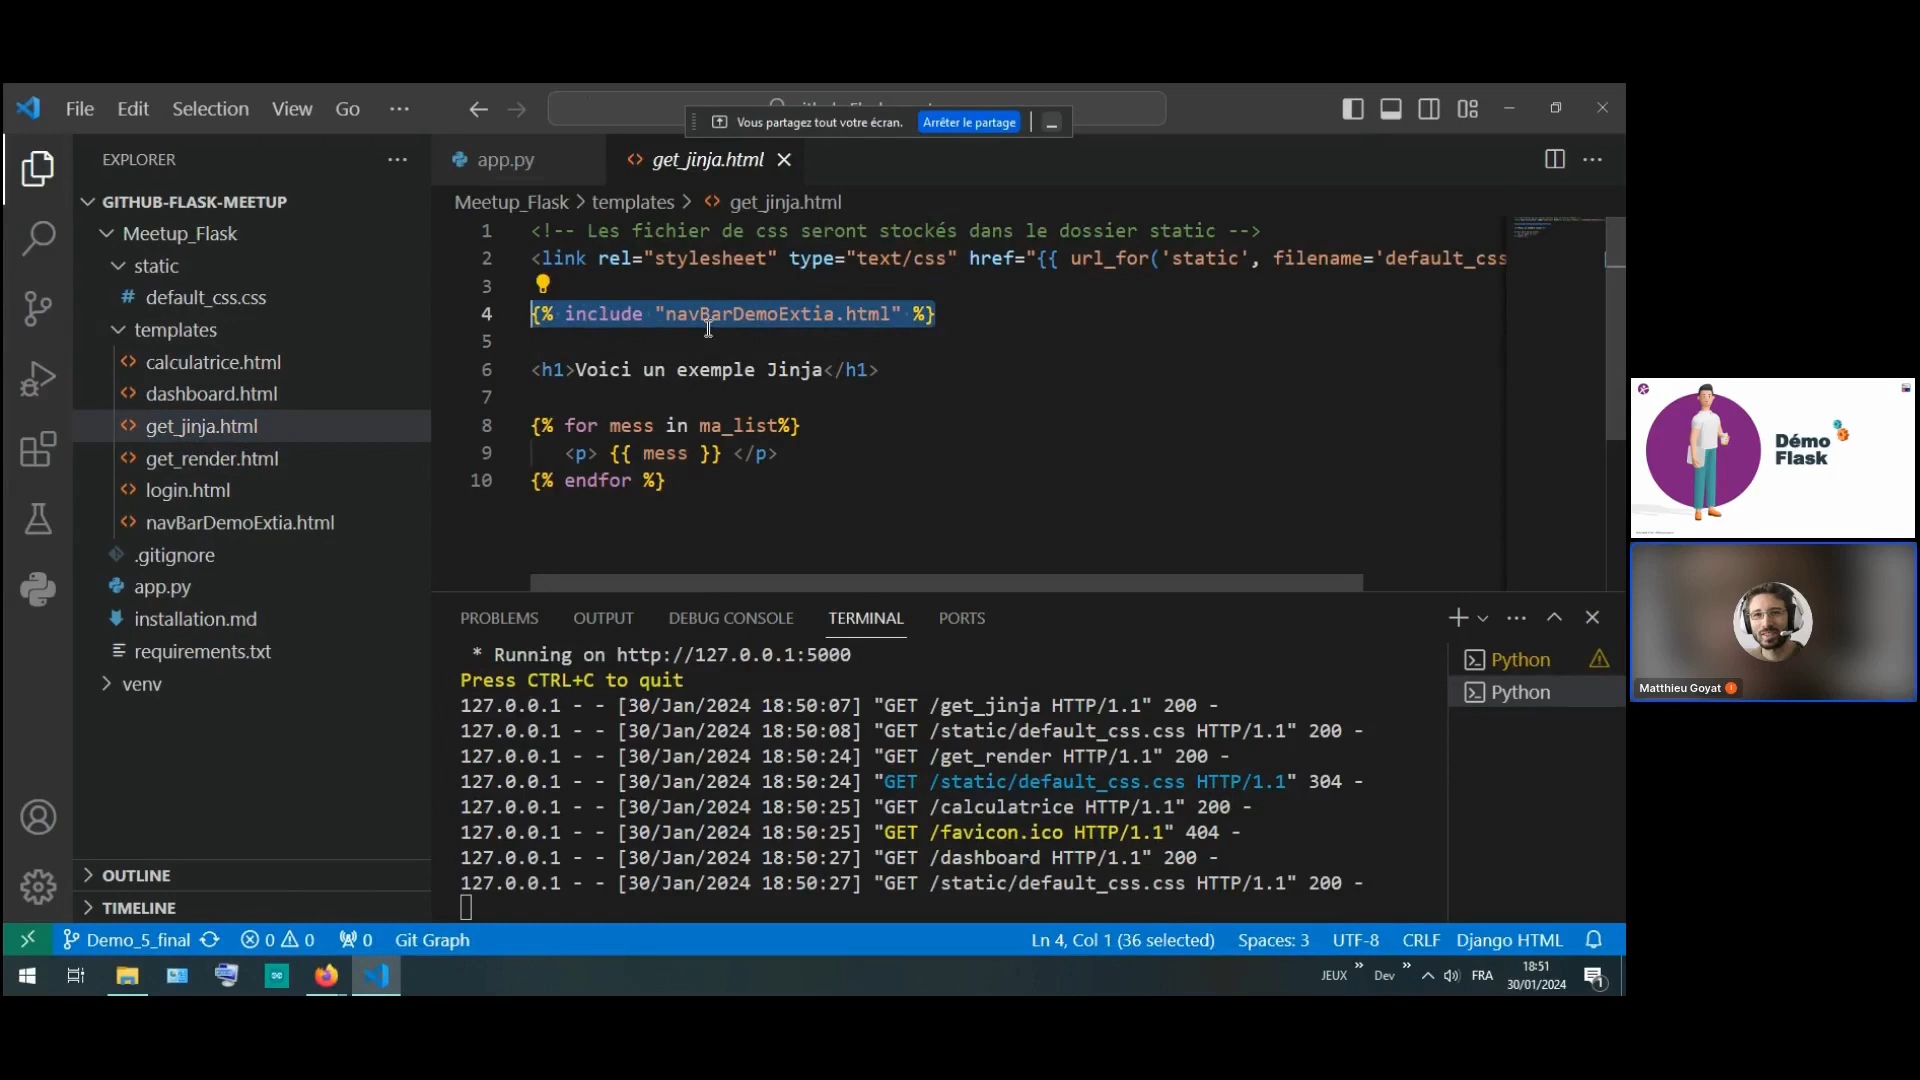 File Edit Selection View Go ···
Vous partagez tout votre écran. Arrêter le partage
EXPLORER
app.py
get_jinja.html
GITHUB-FLASK-MEETUP
Meetup_Flask
static
default_css.css
templates
calculatrice.html
dashboard.html
get_jinja.html
get_render.html
login.html
navBarDemoExtia.html
.gitignore
app.py
installation.md
requirements.txt
venv
OUTLINE
TIMELINE
Meetup_Flask > templates > get_jinja.html
1 <!-- Les fichier de css seront stockés dans le dossier static -->
2 <link rel="stylesheet" type="text/css" href="{{ url_for('static', filename='default_css
3
4 {% include "navBarDemoExtia.html" %}
5
6 <h1>Voici un exemple Jinja</h1>
7
8 {% for mess in ma_list%}
9 <p> {{ mess }} </p>
10 {% endfor %}
PROBLEMS OUTPUT DEBUG CONSOLE TERMINAL PORTS
* Running on http://127.0.0.1:5000
Press CTRL+C to quit
127.0.0.1 - - [30/Jan/2024 18:50:07] "GET /get_jinja HTTP/1.1" 200 -
127.0.0.1 - - [30/Jan/2024 18:50:08] "GET /static/default_css.css HTTP/1.1" 200 -
127.0.0.1 - - [30/Jan/2024 18:50:24] "GET /get_render HTTP/1.1" 200 -
127.0.0.1 - - [30/Jan/2024 18:50:24] "GET /static/default_css.css HTTP/1.1" 304 -
127.0.0.1 - - [30/Jan/2024 18:50:25] "GET /calculatrice HTTP/1.1" 200 -
127.0.0.1 - - [30/Jan/2024 18:50:25] "GET /favicon.ico HTTP/1.1" 404 -
127.0.0.1 - - [30/Jan/2024 18:50:27] "GET /dashboard HTTP/1.1" 200 -
127.0.0.1 - - [30/Jan/2024 18:50:27] "GET /static/default_css.css HTTP/1.1" 200 -
Python
Python
Demo_5_final 0 0 0 Git Graph
Ln 4, Col 1 (36 selected) Spaces: 3 UTF-8 CRLF Django HTML
JEUX » Dev » FRA
18:51
30/01/2024
1
Démo
Flask
Matthieu Goyat